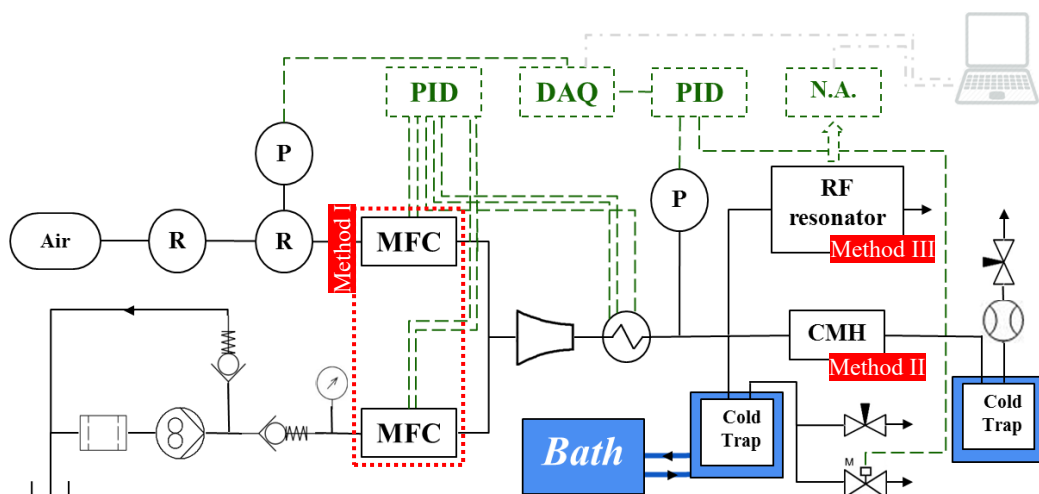 PID
DAQ
PID
N.A.
P
P
RF
resonator
Method III
Air
R
R
Method I
MFC
CMH
Method II
MFC
Bath
Cold
Trap
M
Cold
Trap